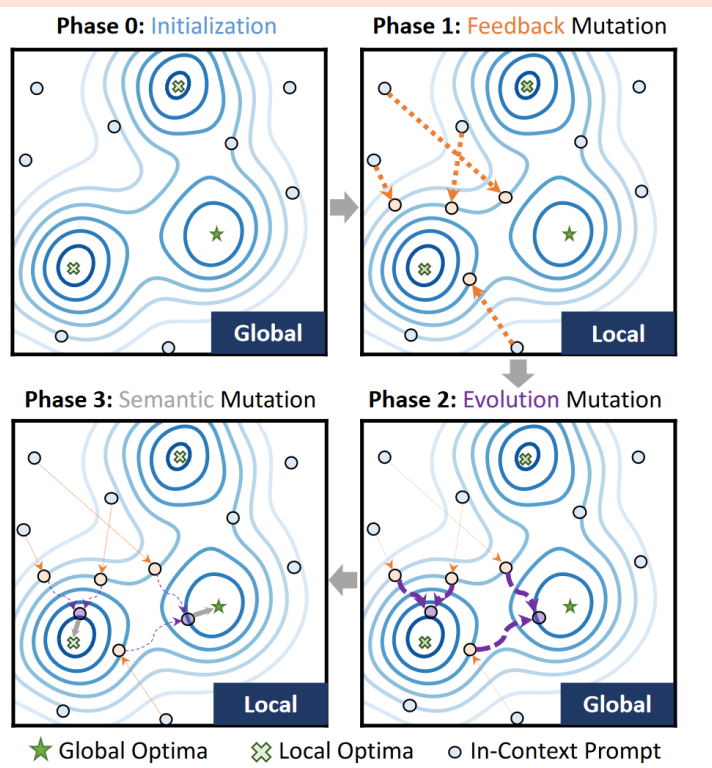 Phase 0: Initialization
Phase 1: Feedback Mutation
Global
Local
Phase 3: Semantic Mutation
Phase 2: Evolution Mutation
Local
Global
Global Optima
Local Optima
In-Context Prompt